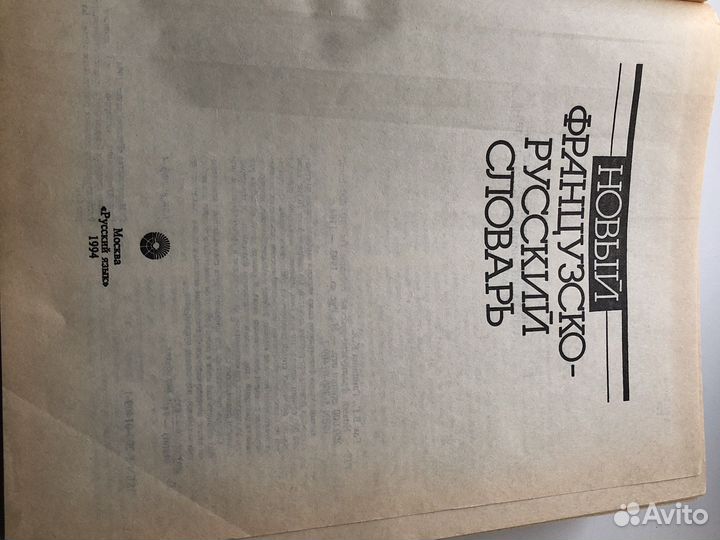 НОВЫЙ
ФРАНЦУЗСКО-
РУССКИЙ
СЛОВАРЬ
Москва
«Русский язык»
1994
Avito